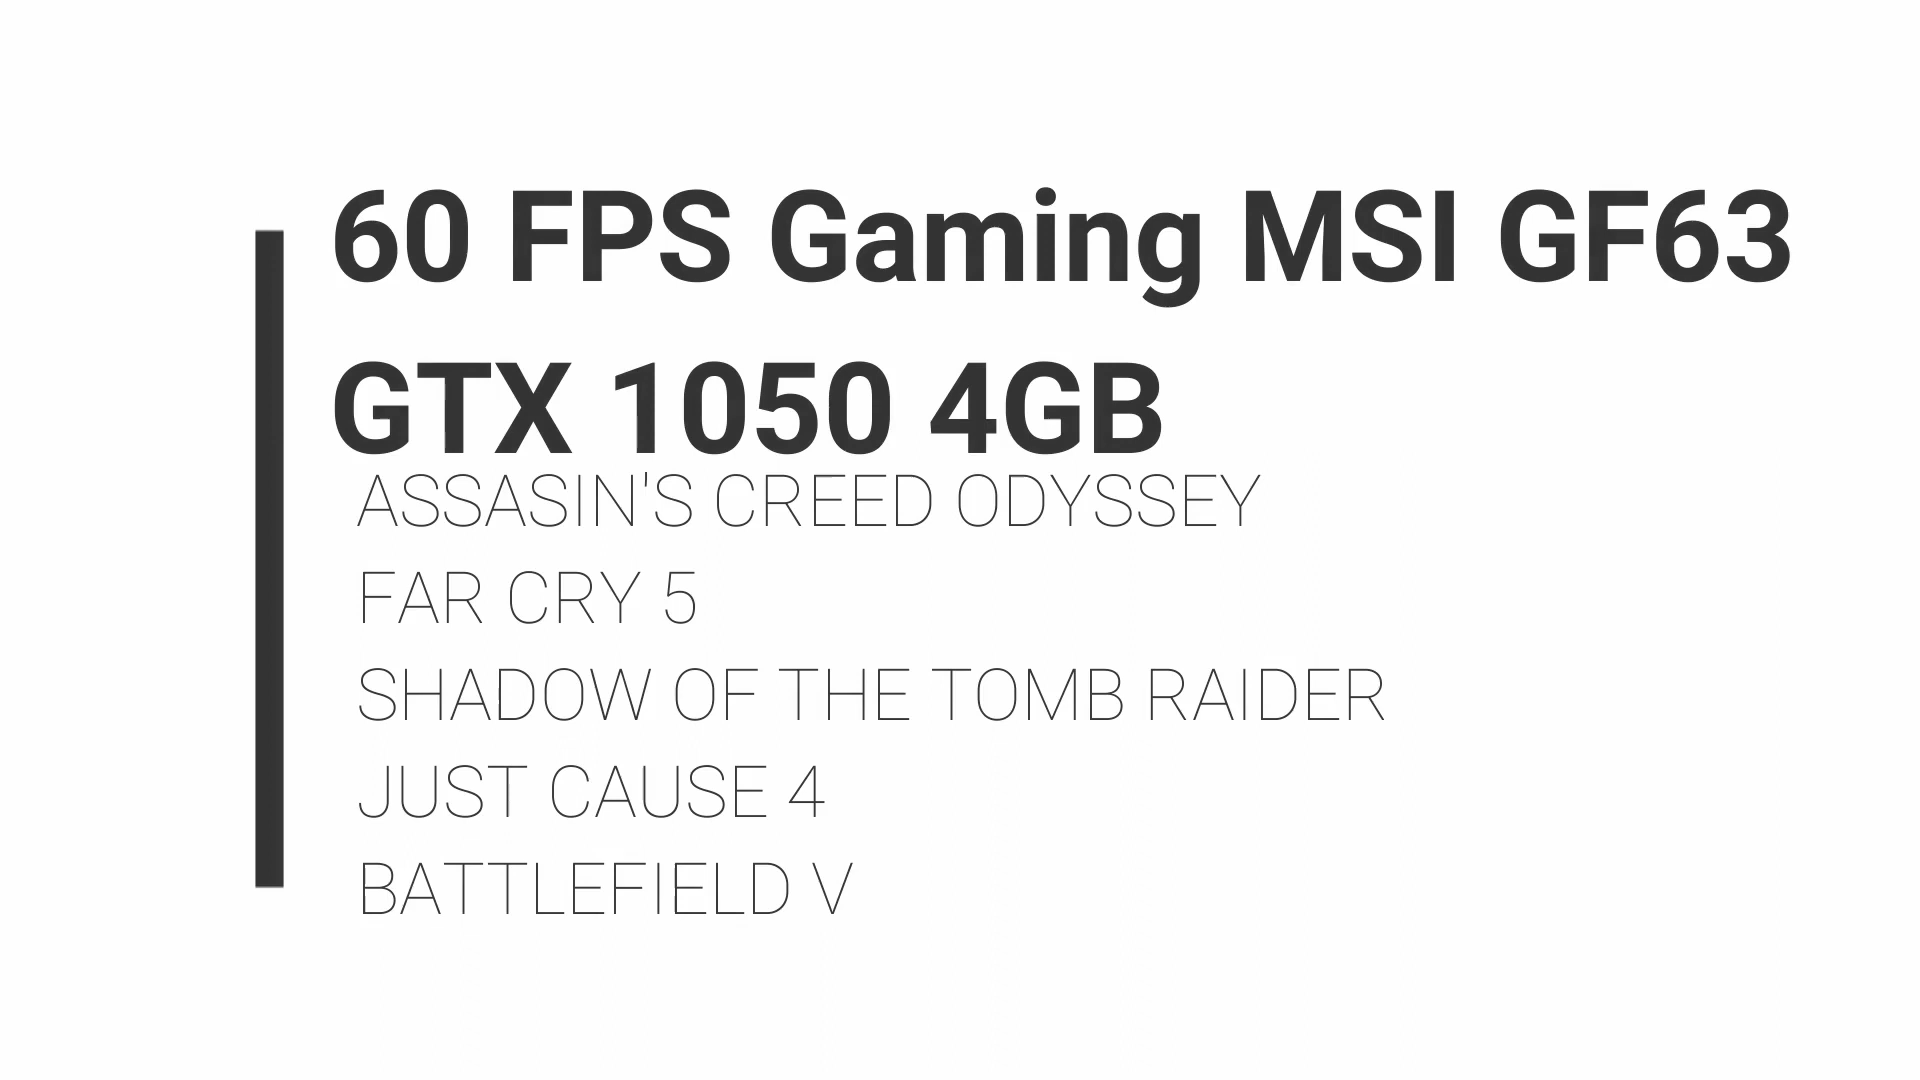 60 FPS Gaming MSI GF63
GTX 1050 4GB
ASSASIN'S CREED ODYSSEY
FAR CRY 5
SHADOW OF THE TOMB RAIDER
JUST CAUSE 4
BATTLEFIELD V